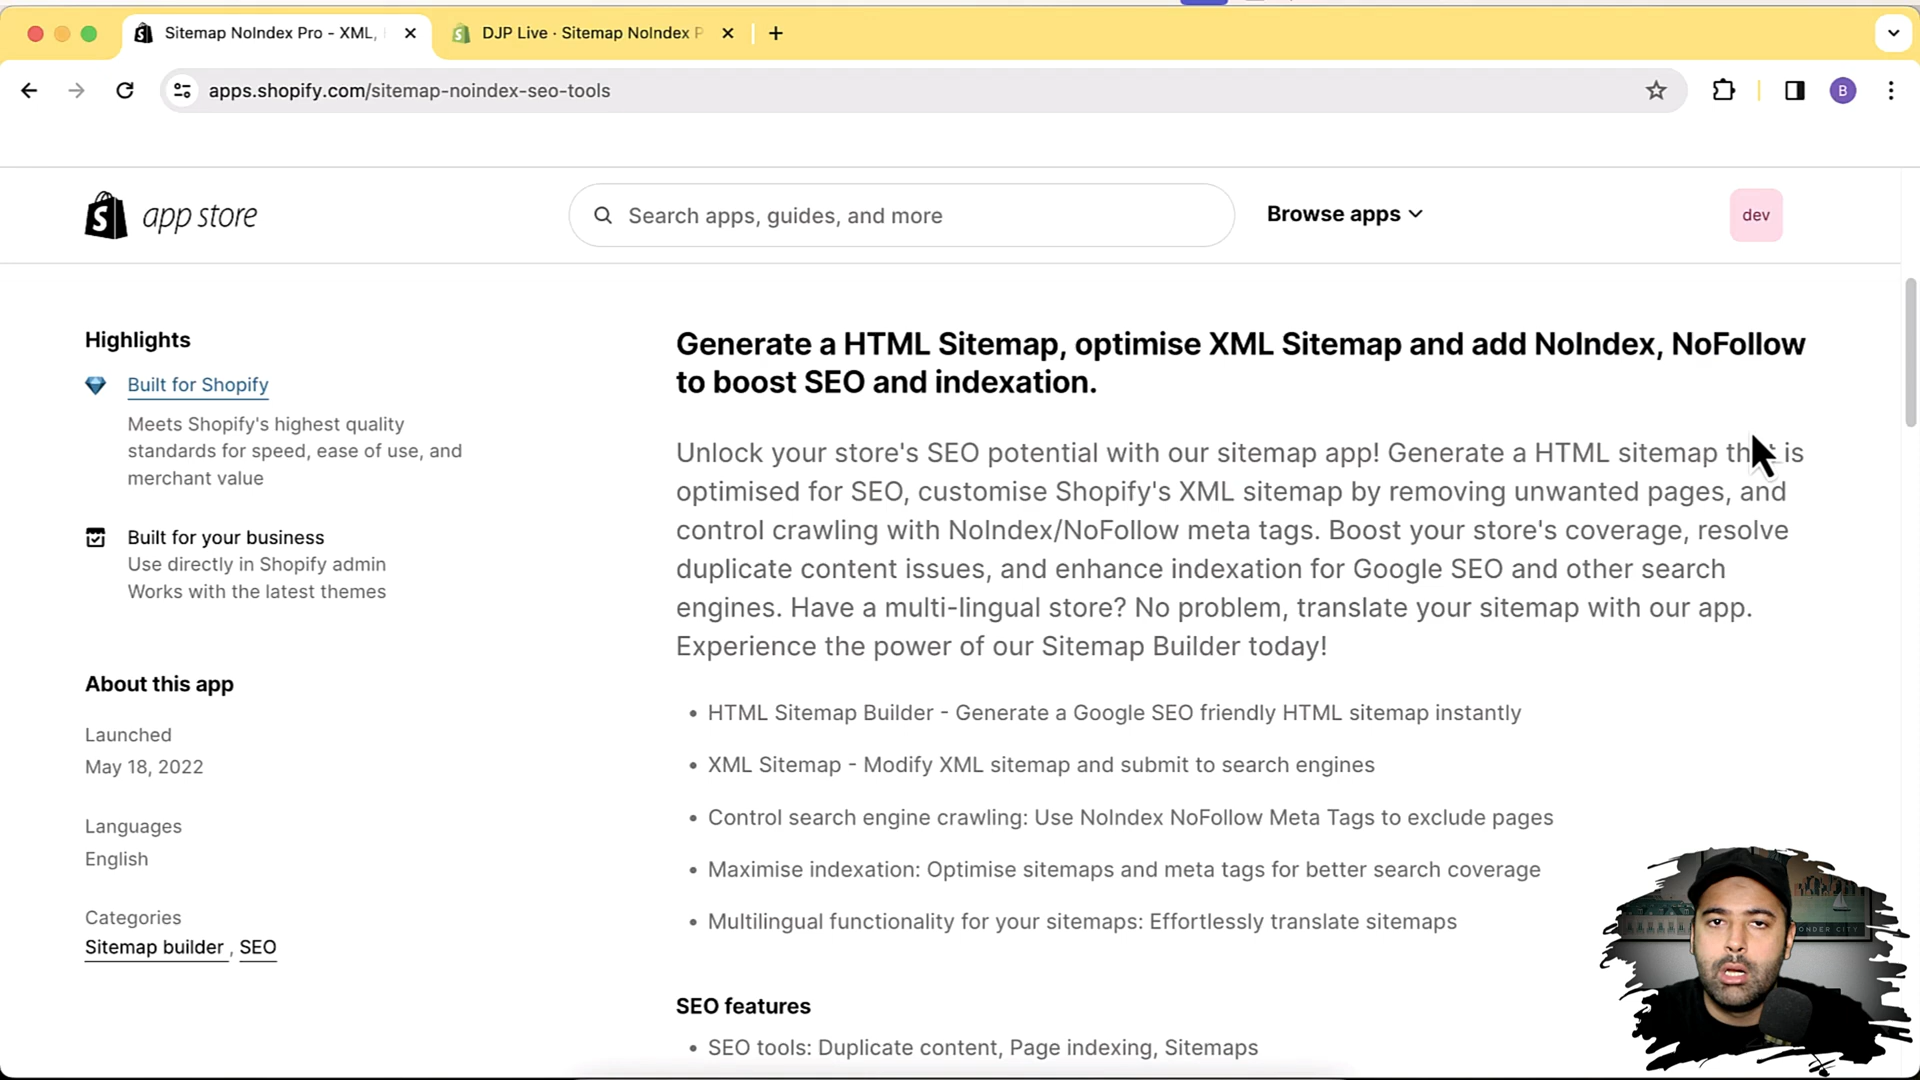 Sitemap NoIndex Pro - XML,
DJP Live · Sitemap NoIndex P
apps.shopify.com/sitemap-noindex-seo-tools
B
app store
Search apps, guides, and more
Browse apps
dev
Highlights
Built for Shopify
Meets Shopify's highest quality
standards for speed, ease of use, and
merchant value
Built for your business
Use directly in Shopify admin
Works with the latest themes
About this app
Launched
May 18, 2022
Languages
English
Categories
Sitemap builder , SEO
Generate a HTML Sitemap, optimise XML Sitemap and add NoIndex, NoFollow
to boost SEO and indexation.
Unlock your store's SEO potential with our sitemap app! Generate a HTML sitemap that is
optimised for SEO, customise Shopify's XML sitemap by removing unwanted pages, and
control crawling with NoIndex/NoFollow meta tags. Boost your store's coverage, resolve
duplicate content issues, and enhance indexation for Google SEO and other search
engines. Have a multi-lingual store? No problem, translate your sitemap with our app.
Experience the power of our Sitemap Builder today!
• HTML Sitemap Builder - Generate a Google SEO friendly HTML sitemap instantly
• XML Sitemap - Modify XML sitemap and submit to search engines
• Control search engine crawling: Use NoIndex NoFollow Meta Tags to exclude pages
• Maximise indexation: Optimise sitemaps and meta tags for better search coverage
• Multilingual functionality for your sitemaps: Effortlessly translate sitemaps
SEO features
• SEO tools: Duplicate content, Page indexing, Sitemaps